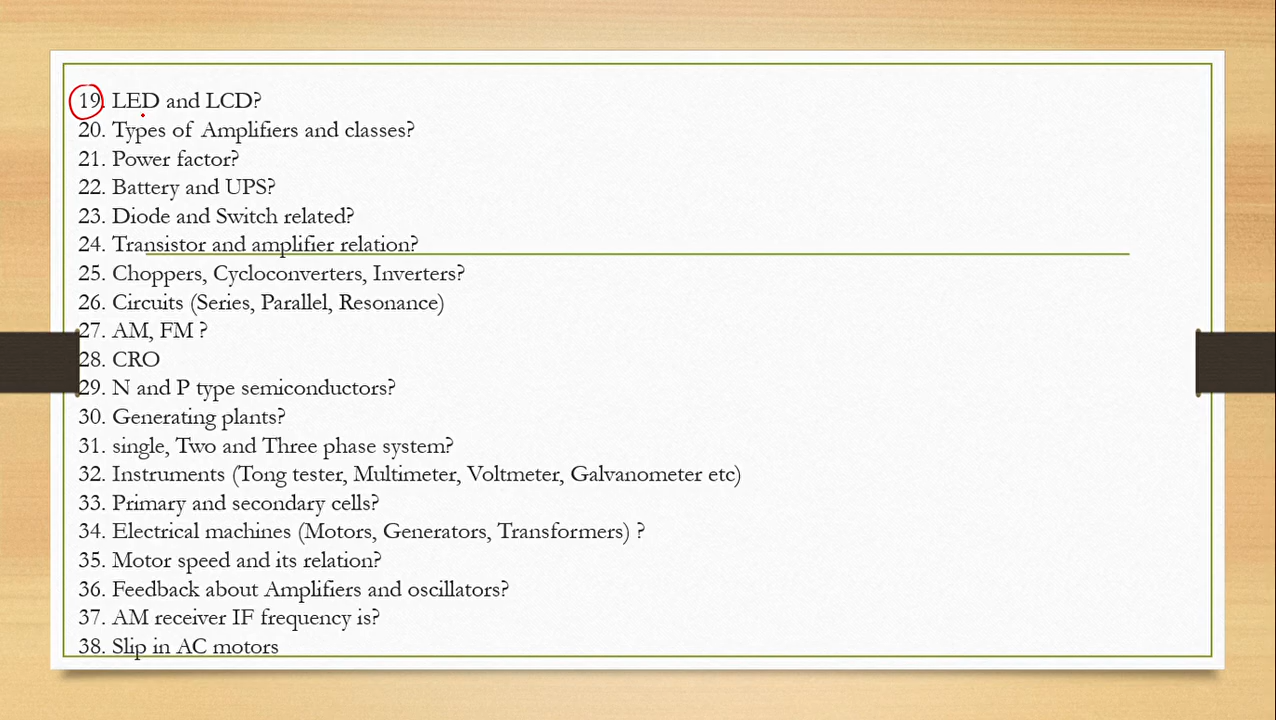 19. LED and LCD?
20. Types of Amplifiers and classes?
21. Power factor?
22. Battery and UPS?
23. Diode and Switch related?
24. Transistor and amplifier relation?
25. Choppers, Cycloconverters, Inverters?
26. Circuits (Series, Parallel, Resonance)
27. AM, FM ?
28. CRO
29. N and P type semiconductors?
30. Generating plants?
31. single, Two and Three phase system?
32. Instruments (Tong tester, Multimeter, Voltmeter, Galvanometer etc)
33. Primary and secondary cells?
34. Electrical machines (Motors, Generators, Transformers) ?
35. Motor speed and its relation?
36. Feedback about Amplifiers and oscillators?
37. AM receiver IF frequency is?
38. Slip in AC motors